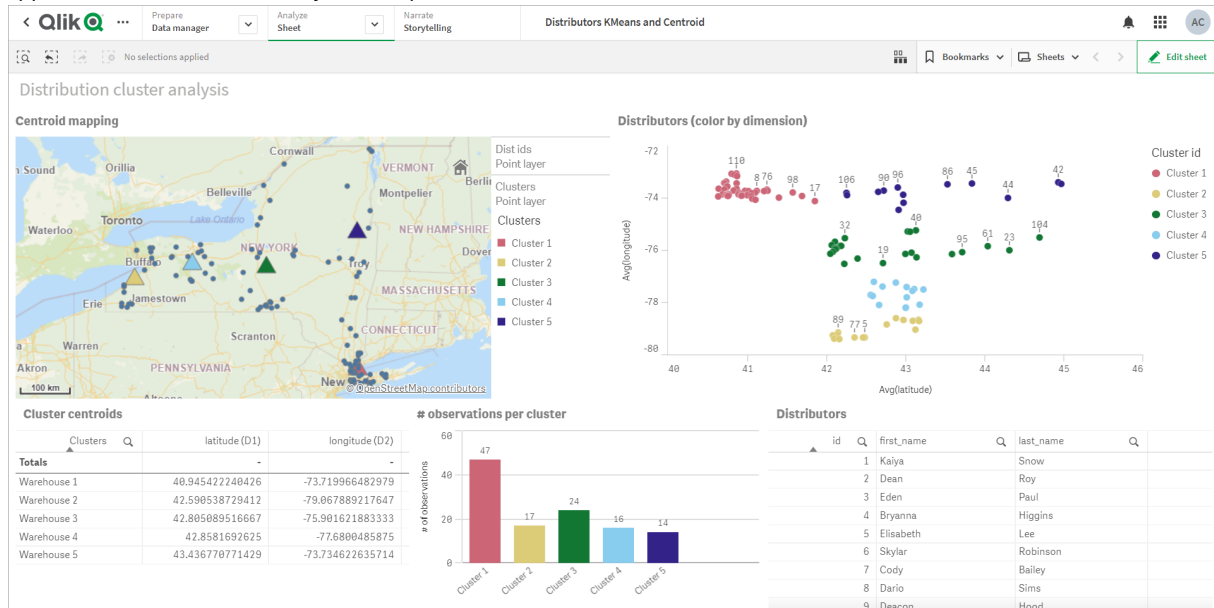 Qlik
Prepare
Data manager
Analyze
Sheet
Narrate
Storytelling
Distributors KMeans and Centroid
AC
No selections applied
Bookmarks
Sheets
Edit sheet
Distribution cluster analysis
Centroid mapping
Cornwall
Sound
Orillia
VERMONT
Berlin
Belleville
Montpelier
Toronto
Lake Ontario
Waterloo
NEW HAMPSHIRE
NEW YORK
Dover
Buffalo
Troy
MASSACHUSETTS
Erie
Jamestown
CONNECTICUT
Scranton
Warren
Akron
PENNSYLVANIA
New
100 km
© OpenStreetMap contributors
Dist ids
Point layer
Clusters
Point layer
Clusters
Cluster 1
Cluster 2
Cluster 3
Cluster 4
Cluster 5
Distributors (color by dimension)
-72
-74
-76
-78
-80
Avg(longitude)
110
8
76
98
17
106
90
96
86
45
44
42
32
19
40
95
61
23
104
89
77
5
40
41
42
43
44
45
46
Avg(latitude)
Cluster id
Cluster 1
Cluster 2
Cluster 3
Cluster 4
Cluster 5
Cluster centroids
Clusters latitude (D1) longitude (D2)
Totals - -
Warehouse 1 40.945422240426 -73.719966482979
Warehouse 2 42.590538729412 -79.067889217647
Warehouse 3 42.805089516667 -75.901621883333
Warehouse 4 42.8581692625 -77.6800485875
Warehouse 5 43.436770771429 -73.734622635714
# observations per cluster
# of observations
60
40
20
0
47
17
24
16
14
Cluster 1
Cluster 2
Cluster 3
Cluster 4
Cluster 5
Distributors
id first_name last_name
1 Kaiya Snow
2 Dean Roy
3 Eden Paul
4 Bryanna Higgins
5 Elisabeth Lee
6 Skylar Robinson
7 Cody Bailey
8 Dario Sims
9 Deacon Hood